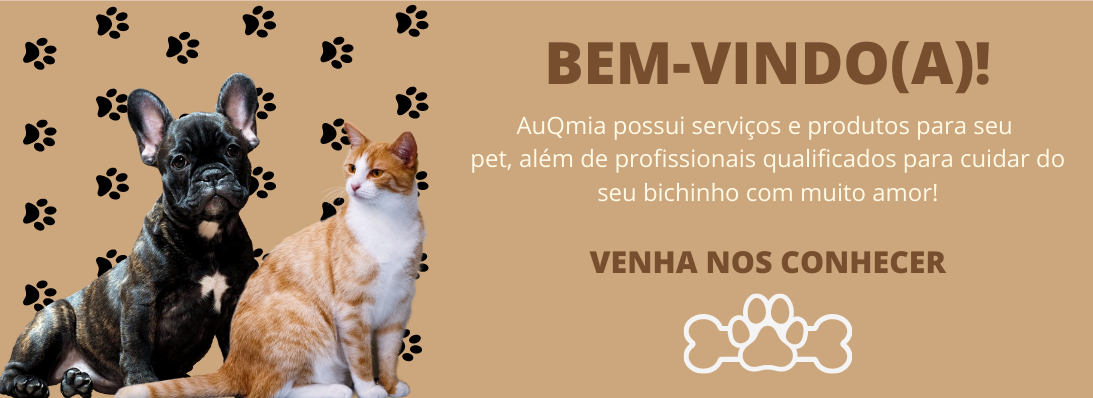 BEM-VINDO(A)!
AuQmia possui serviços e produtos para seu
pet, além de profissionais qualificados para cuidar do
seu bichinho com muito amor!
VENHA NOS CONHECER